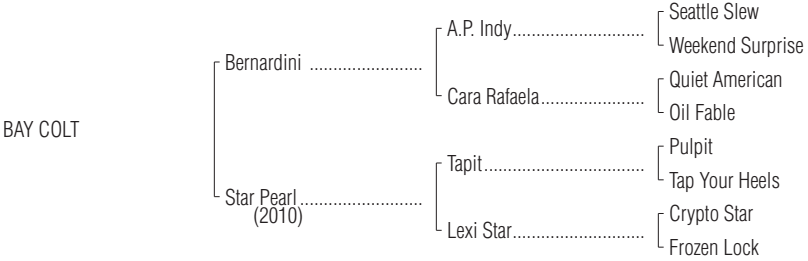 Seattle Slew
A.P. Indy............................
Weekend Surprise
Bernardini ........................
Quiet American
Cara Rafaela............................
Oil Fable
BAY COLT
Pulpit
Tapit............................
Tap Your Heels
Star Pearl..........................
(2010)
Crypto Star
Lexi Star............................
Frozen Lock